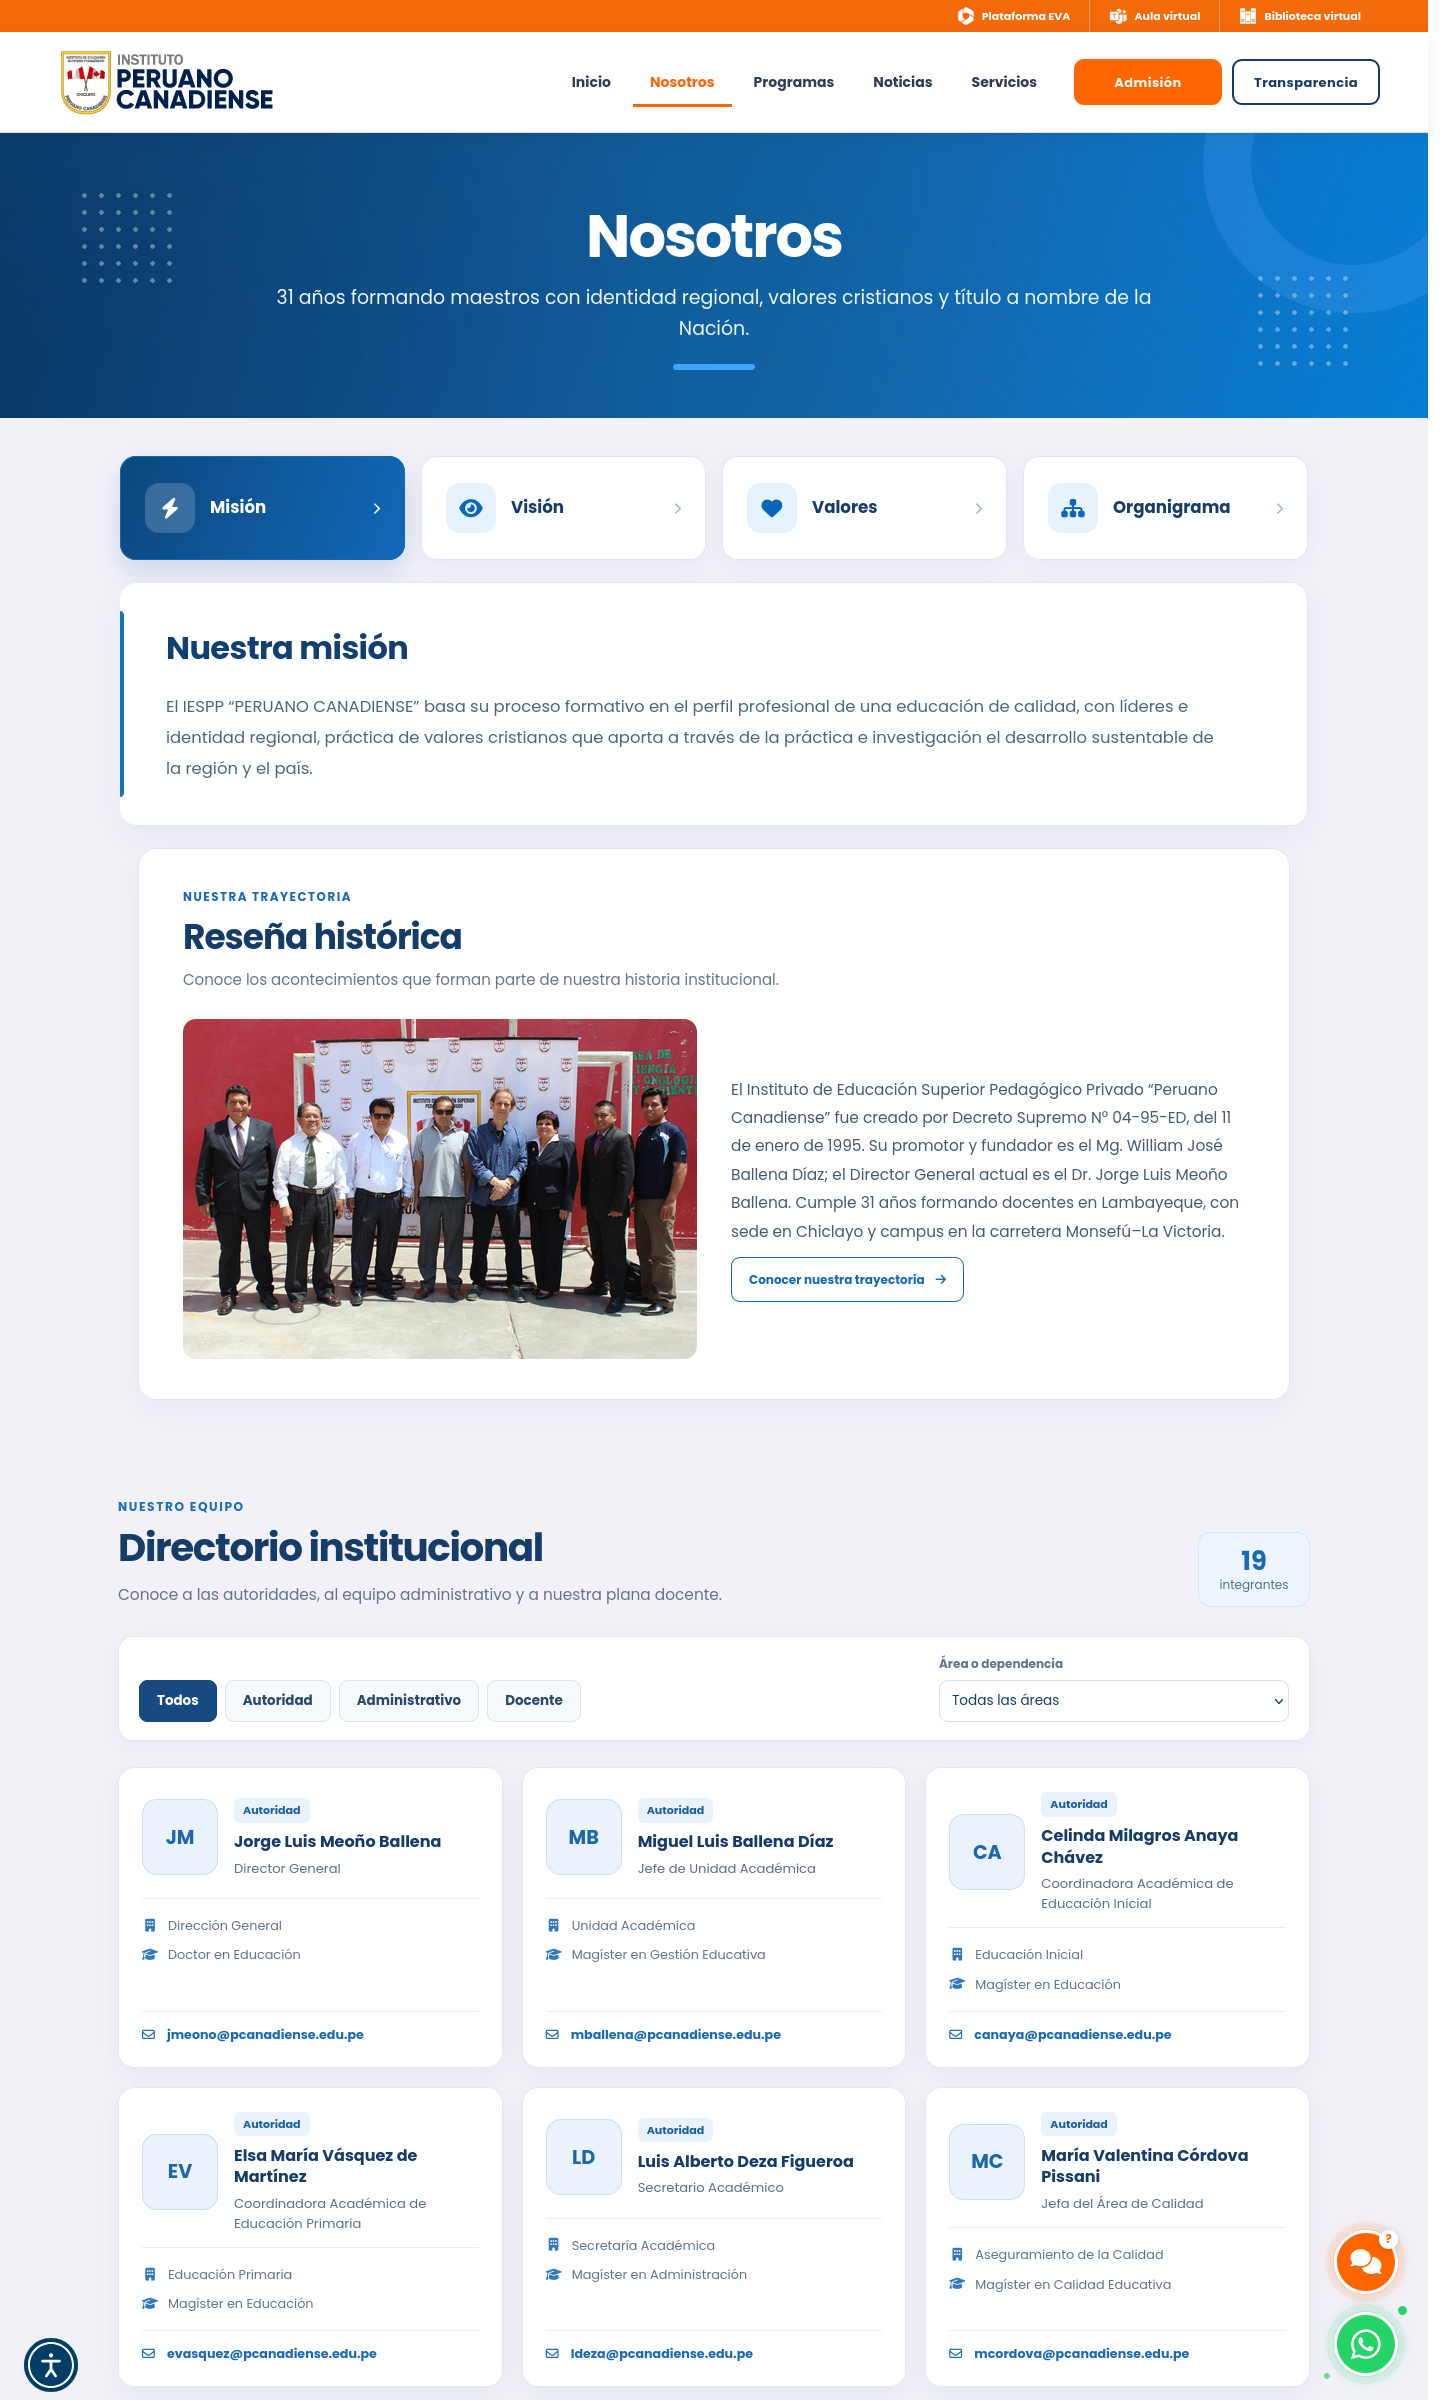 Plataforma EVA
Aula virtual
Biblioteca virtual
INSTITUTO
PERUANO
CANADIENSE
Inicio
Nosotros
Programas
Noticias
Servicios
Admisión
Transparencia
Nosotros
31 años formando maestros con identidad regional, valores cristianos y título a nombre de la
Nación.
Misión
Visión
Valores
Organigrama
Nuestra misión
El IESPP “PERUANO CANADIENSE” basa su proceso formativo en el perfil profesional de una educación de calidad, con líderes e
identidad regional, práctica de valores cristianos que aporta a través de la práctica e investigación el desarrollo sustentable de
la región y el país.
NUESTRA TRAYECTORIA
Reseña histórica
Conoce los acontecimientos que forman parte de nuestra historia institucional.
El Instituto de Educación Superior Pedagógico Privado “Peruano
Canadiense” fue creado por Decreto Supremo N° 04-95-ED, del 11
de enero de 1995. Su promotor y fundador es el Mg. William José
Ballena Díaz; el Director General actual es el Dr. Jorge Luis Meoño
Ballena. Cumple 31 años formando docentes en Lambayeque, con
sede en Chiclayo y campus en la carretera Monsefú–La Victoria.
Conocer nuestra trayectoria
NUESTRO EQUIPO
Directorio institucional
Conoce a las autoridades, al equipo administrativo y a nuestra plana docente.
19
integrantes
Todos
Autoridad
Administrativo
Docente
Área o dependencia
Todas las áreas
JM
Autoridad
Jorge Luis Meoño Ballena
Director General
Dirección General
Doctor en Educación
jmeono@pcanadiense.edu.pe
MB
Autoridad
Miguel Luis Ballena Díaz
Jefe de Unidad Académica
Unidad Académica
Magíster en Gestión Educativa
mballena@pcanadiense.edu.pe
CA
Autoridad
Celinda Milagros Anaya
Chávez
Coordinadora Académica de
Educación Inicial
Educación Inicial
Magíster en Educación
canaya@pcanadiense.edu.pe
EV
Autoridad
Elsa María Vásquez de
Martínez
Coordinadora Académica de
Educación Primaria
Educación Primaria
Magíster en Educación
evasquez@pcanadiense.edu.pe
LD
Autoridad
Luis Alberto Deza Figueroa
Secretario Académico
Secretaría Académica
Magíster en Administración
ldeza@pcanadiense.edu.pe
MC
Autoridad
María Valentina Córdova
Pissani
Jefa del Área de Calidad
Aseguramiento de la Calidad
Magíster en Calidad Educativa
mcordova@pcanadiense.edu.pe
?